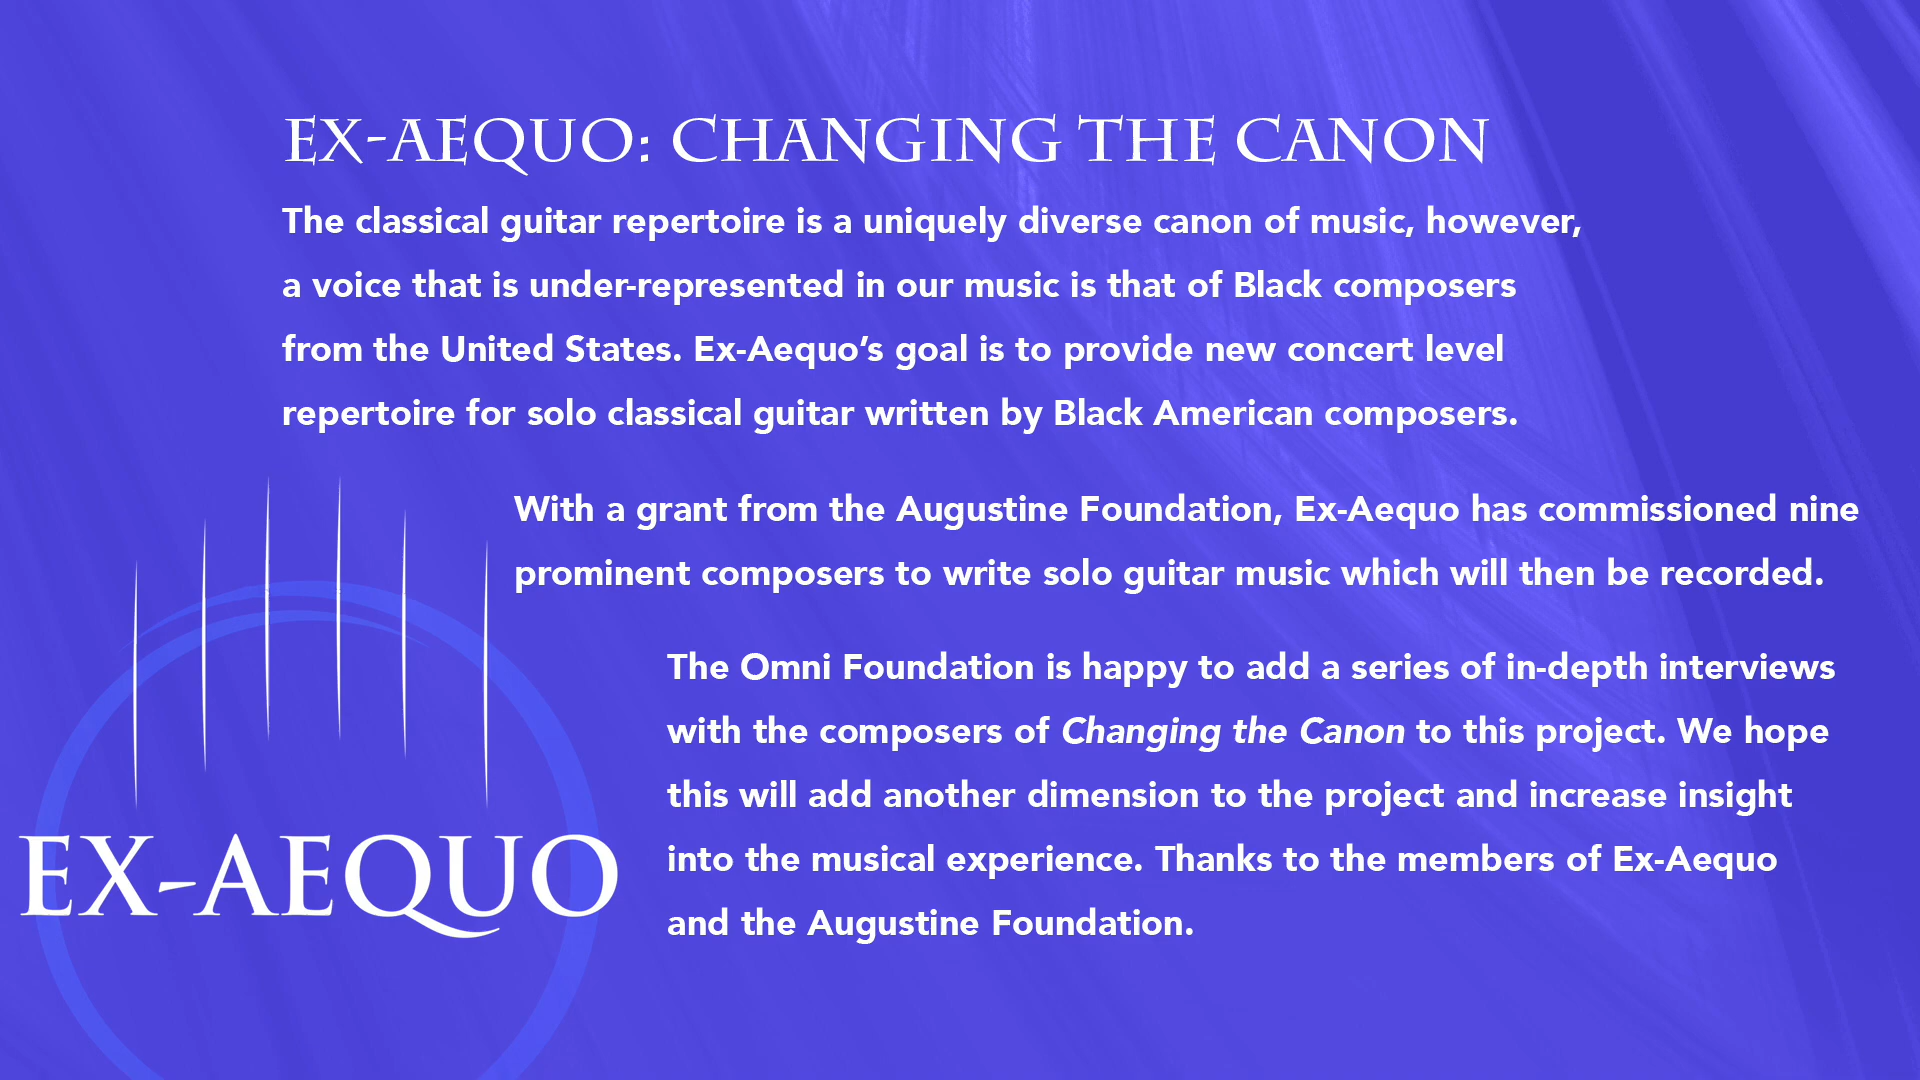 EX-AEQUO: CHANGING THE CANON
The classical guitar repertoire is a uniquely diverse canon of music, however,
a voice that is under-represented in our music is that of Black composers
from the United States. Ex-Aequo’s goal is to provide new concert level
repertoire for solo classical guitar written by Black American composers.
With a grant from the Augustine Foundation, Ex-Aequo has commissioned nine
prominent composers to write solo guitar music which will then be recorded.
The Omni Foundation is happy to add a series of in-depth interviews
with the composers of Changing the Canon to this project. We hope
this will add another dimension to the project and increase insight
into the musical experience. Thanks to the members of Ex-Aequo
and the Augustine Foundation.
EX-AEQUO